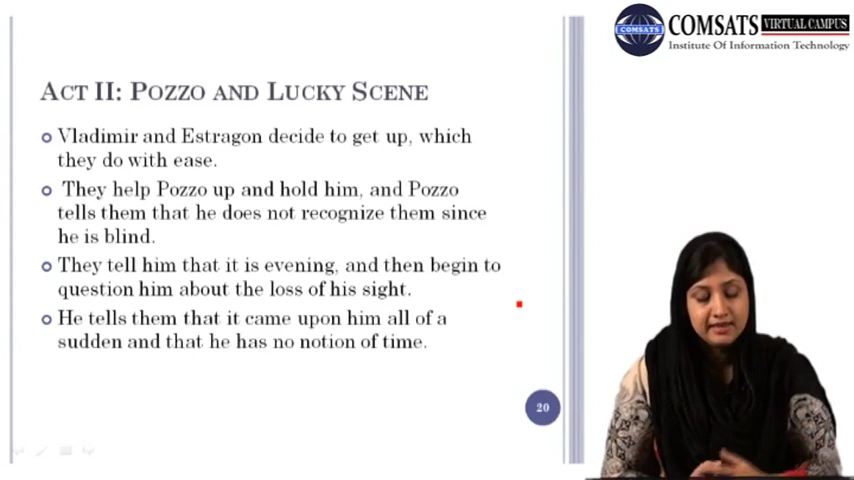 COMSATS VIRTUAL CAMPUS
COMSATS
Institute Of Information Technology
ACT II: POZZO AND LUCKY SCENE
Vladimir and Estragon decide to get up, which
they do with ease.
They help Pozzo up and hold him, and Pozzo
tells them that he does not recognize them since
he is blind.
They tell him that it is evening, and then begin to
question him about the loss of his sight.
He tells them that it came upon him all of a
sudden and that he has no notion of time.
20